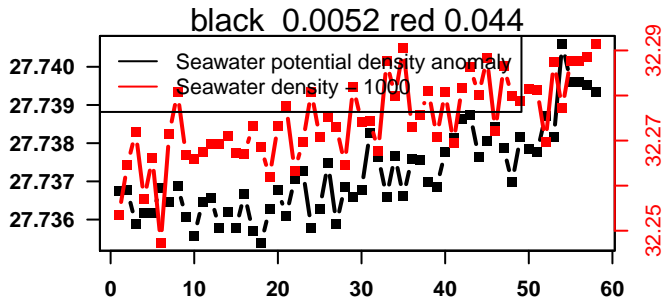 black 0.0052 red 0.044
Seawater potential density anomaly
Seawater density − 1000
27.740
27.739
27.738
27.737
27.736
32.29
32.27
32.25
0 10 20 30 40 50 60